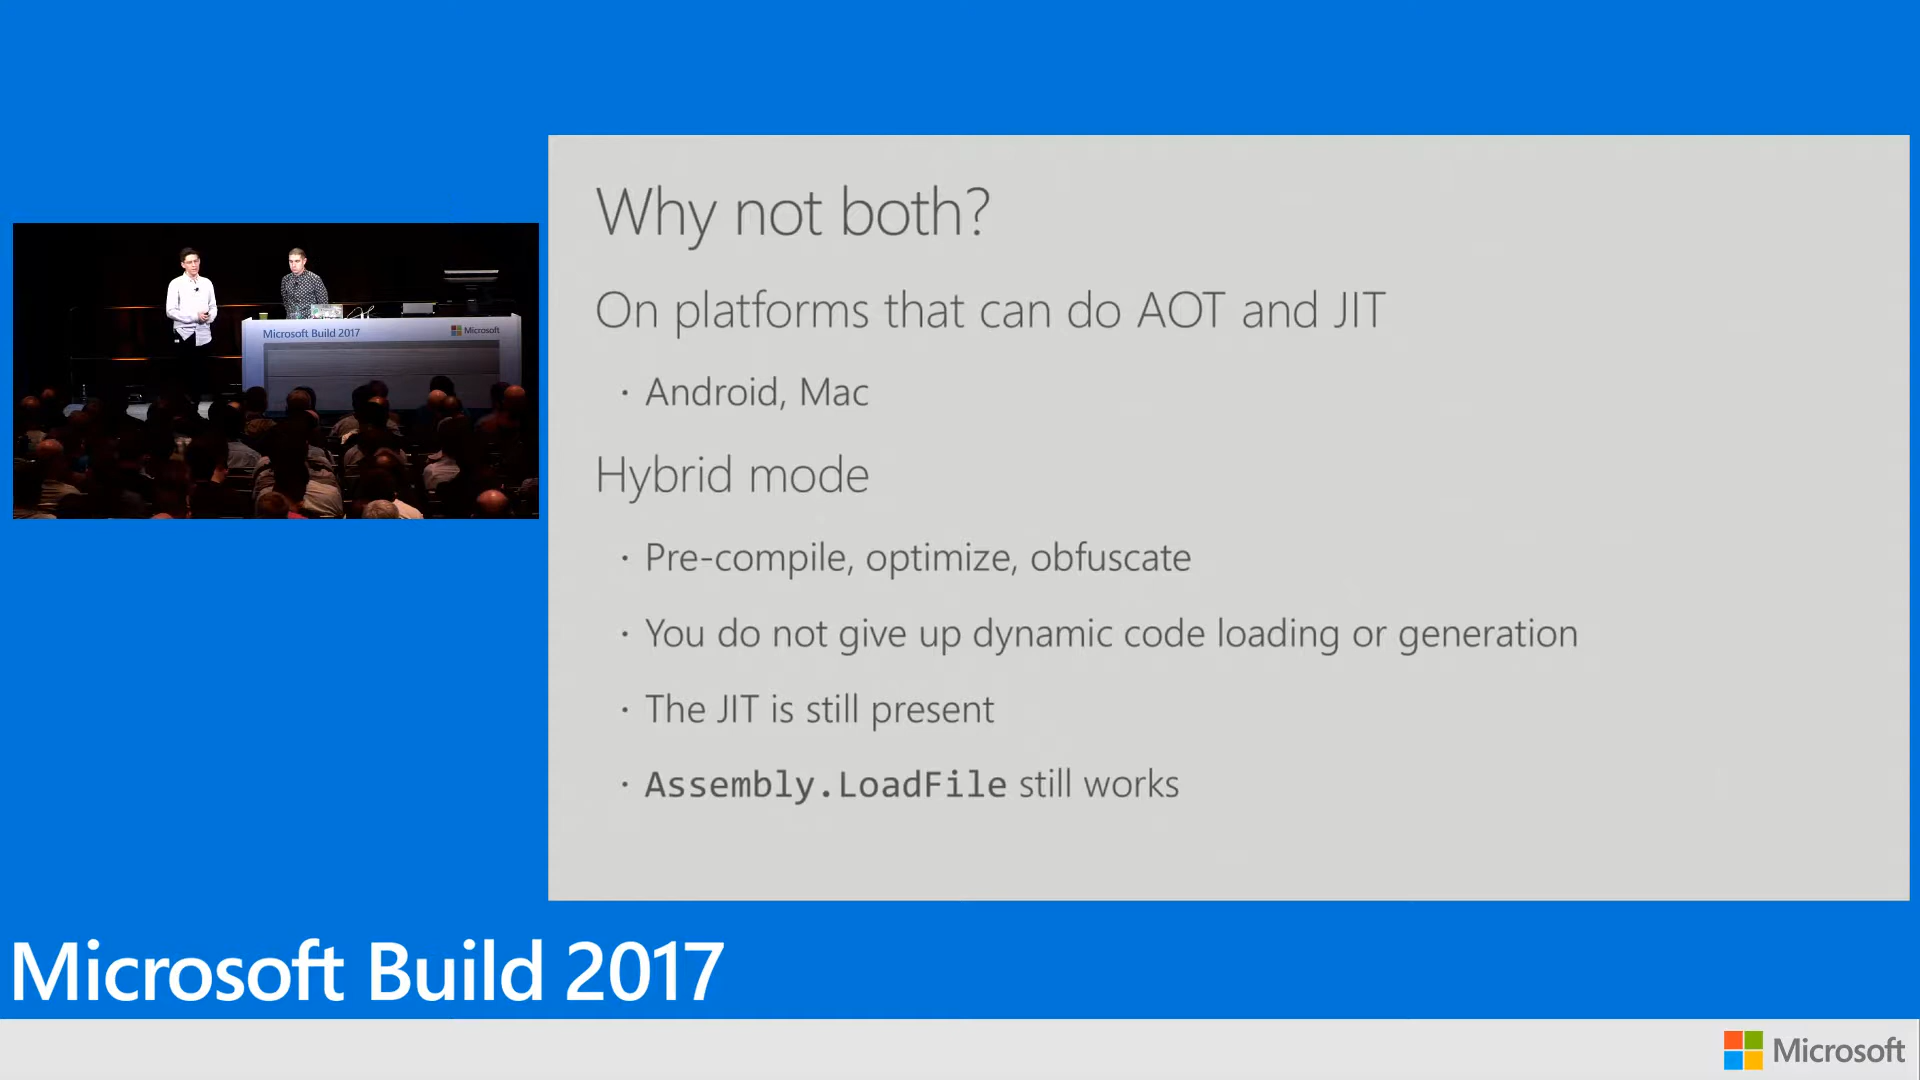 Why not both?
On platforms that can do AOT and JIT
· Android, Mac
Hybrid mode
· Pre-compile, optimize, obfuscate
· You do not give up dynamic code loading or generation
· The JIT is still present
· Assembly.LoadFile still works
Microsoft Build 2017
Microsoft
Microsoft Build 2017
Microsoft